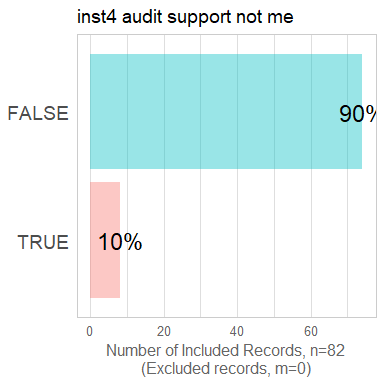 inst4 audit support not me
FALSE
90%
TRUE
10%
0 20 40 60
Number of Included Records, n=82
(Excluded records, m=0)